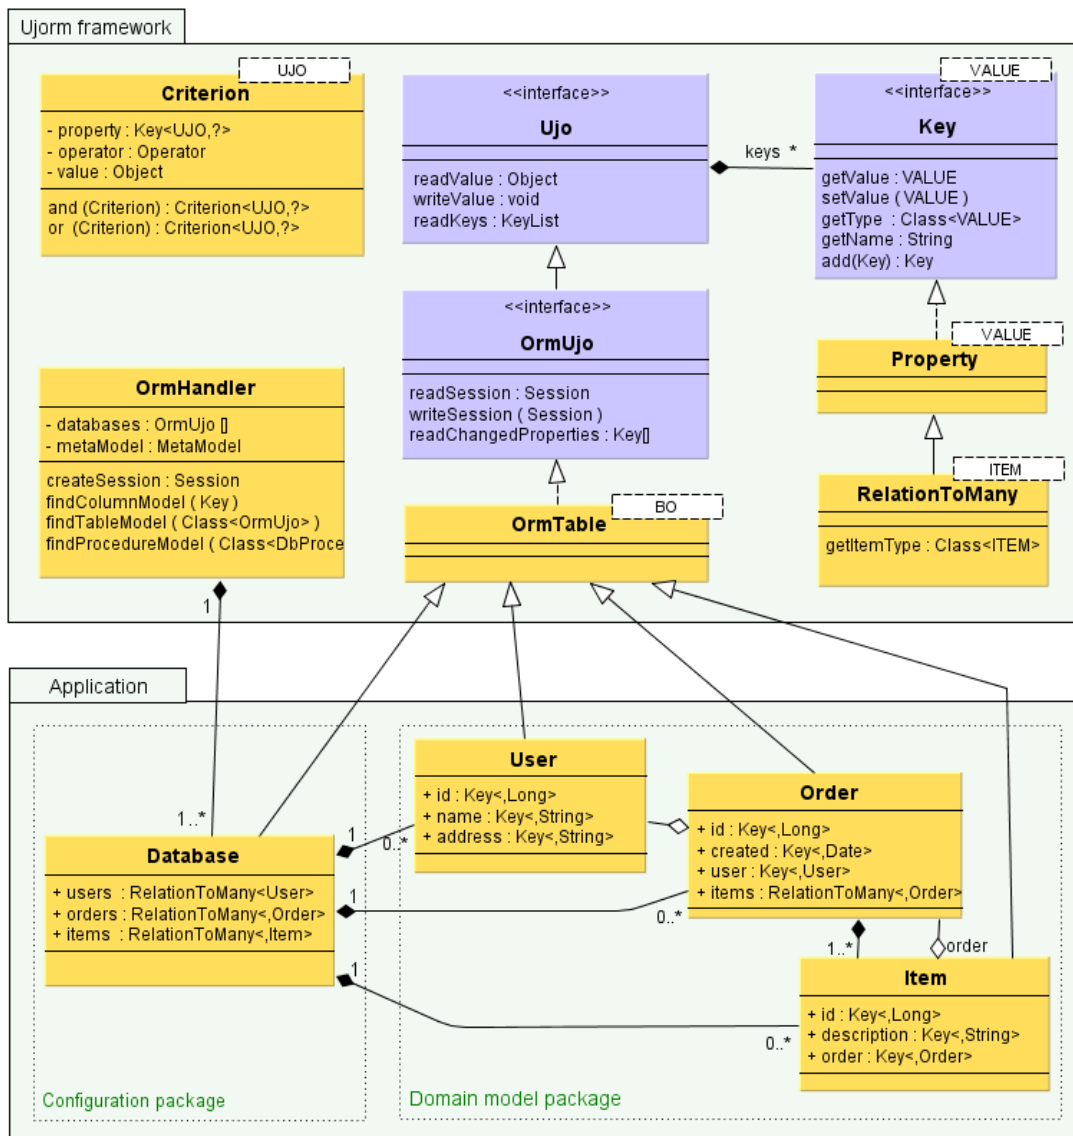 Ujorm framework
UJO
Criterion
- property : Key<UJO,?>
- operator : Operator
- value : Object
and (Criterion) : Criterion<UJO,?>
or  (Criterion) : Criterion<UJO,?>
<<interface>>
Ujo
readValue : Object
writeValue : void
readKeys : KeyList
keys  *
VALUE
<<interface>>
Key
getValue : VALUE
setValue ( VALUE )
getType  : Class<VALUE>
getName : String
add(Key) : Key
<<interface>>
OrmUjo
readSession : Session
writeSession ( Session )
readChangedProperties : Key[]
VALUE
Property
OrmHandler
- databases : OrmUjo []
- metaModel : MetaModel
createSession : Session
findColumnModel ( Key )
findTableModel ( Class<OrmUjo> )
findProcedureModel ( Class<DbProce
BO
OrmTable
ITEM
RelationToMany
getItemType : Class<ITEM>
1
Application
1..*
User
+ id : Key<,Long>
+ name : Key<,String>
+ address : Key<,String>
Order
+ id : Key<,Long>
+ created : Key<,Date>
+ user : Key<,User>
+ items : RelationToMany<,Order>
Database
+ users  : RelationToMany<User>
+ orders : RelationToMany<,Order>
+ items  : RelationToMany<,Item>
1
0..*
1
0..*
1
0..*
1..*
order
Item
+ id : Key<,Long>
+ description : Key<,String>
+ order : Key<,Order>
Configuration package
Domain model package